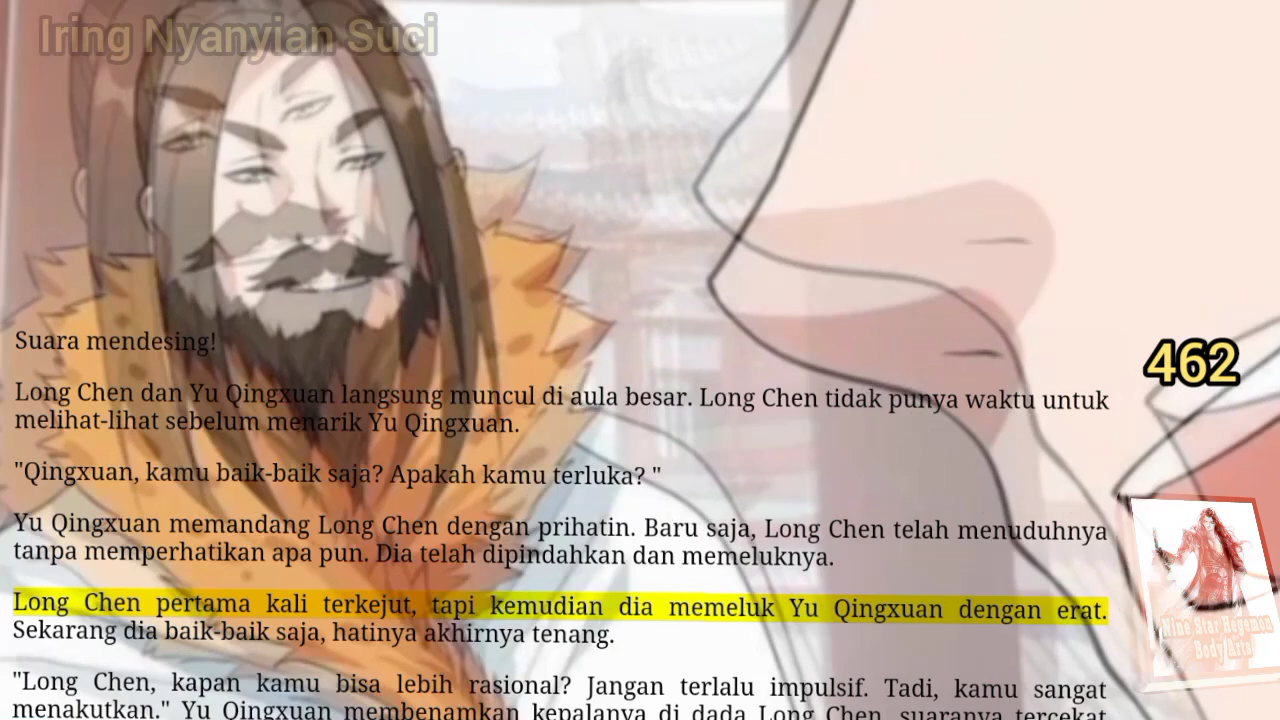 Iring Nyanyian Suci
Suara mendesing!
Long Chen dan Yu Qingxuan langsung muncul di aula besar. Long Chen tidak punya waktu untuk
melihat-lihat sebelum menarik Yu Qingxuan.
"Qingxuan, kamu baik-baik saja? Apakah kamu terluka? "
Yu Qingxuan memandang Long Chen dengan prihatin. Baru saja, Long Chen telah menuduhnya
tanpa memperhatikan apa pun. Dia telah dipindahkan dan memeluknya.
Long Chen pertama kali terkejut, tapi kemudian dia memeluk Yu Qingxuan dengan erat.
Sekarang dia baik-baik saja, hatinya akhirnya tenang.
"Long Chen, kapan kamu bisa lebih rasional? Jangan terlalu impulsif. Tadi, kamu sangat
menakutkan." Yu Qingxuan membenamkan kepalanya di dada Long Chen, suaranya tercekat
462
Nine Star Hegemon
Body Arts